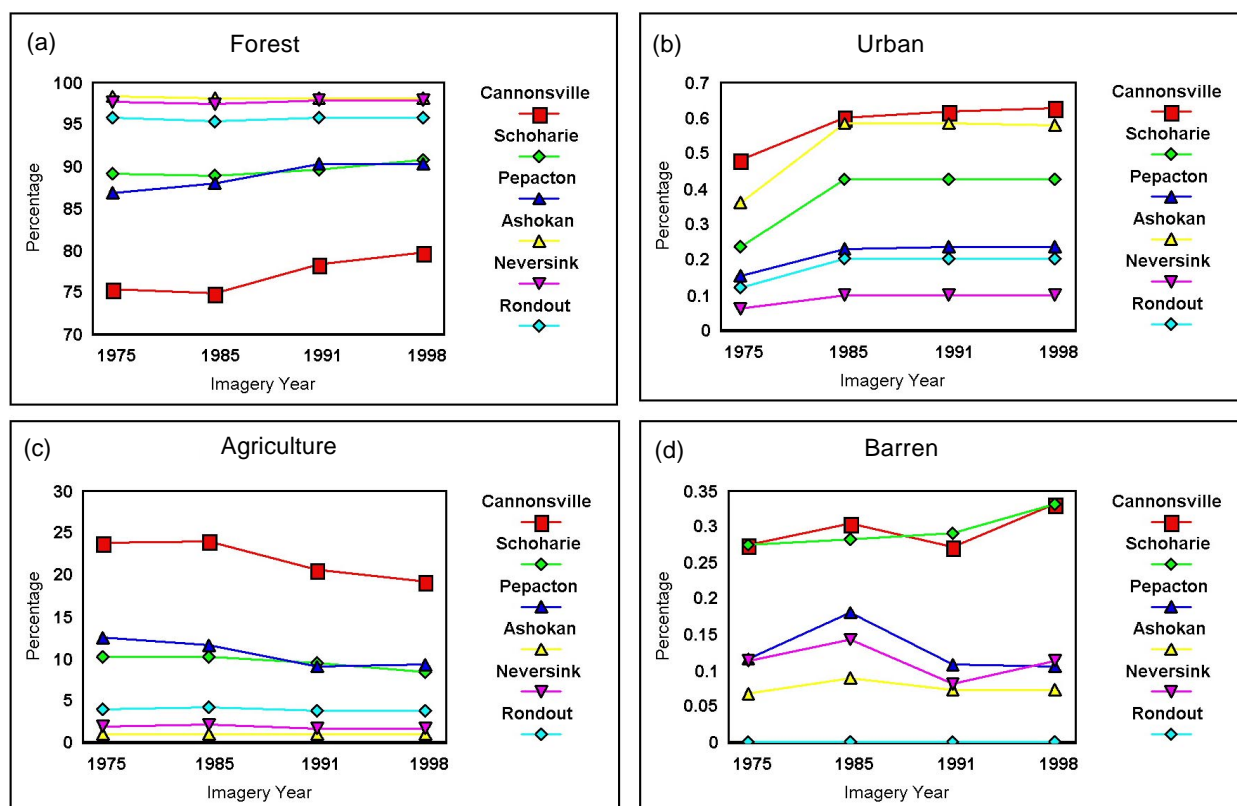 (a) Forest
100
95
90
85
80
75
70
Percentage
1975 1985 1991 1998
Imagery Year
Cannonsville
Schoharie
Pepacton
Ashokan
Neversink
Rondout
(b) Urban
0.7
0.6
0.5
0.4
0.3
0.2
0.1
0
Percentage
1975 1985 1991 1998
Imagery Year
Cannonsville
Schoharie
Pepacton
Ashokan
Neversink
Rondout
(c) Agriculture
30
25
20
15
10
5
0
Percentage
1975 1985 1991 1998
Imagery Year
Cannonsville
Schoharie
Pepacton
Ashokan
Neversink
Rondout
(d) Barren
0.35
0.3
0.25
0.2
0.15
0.1
0.05
0
Percentage
1975 1985 1991 1998
Imagery Year
Cannonsville
Schoharie
Pepacton
Ashokan
Neversink
Rondout